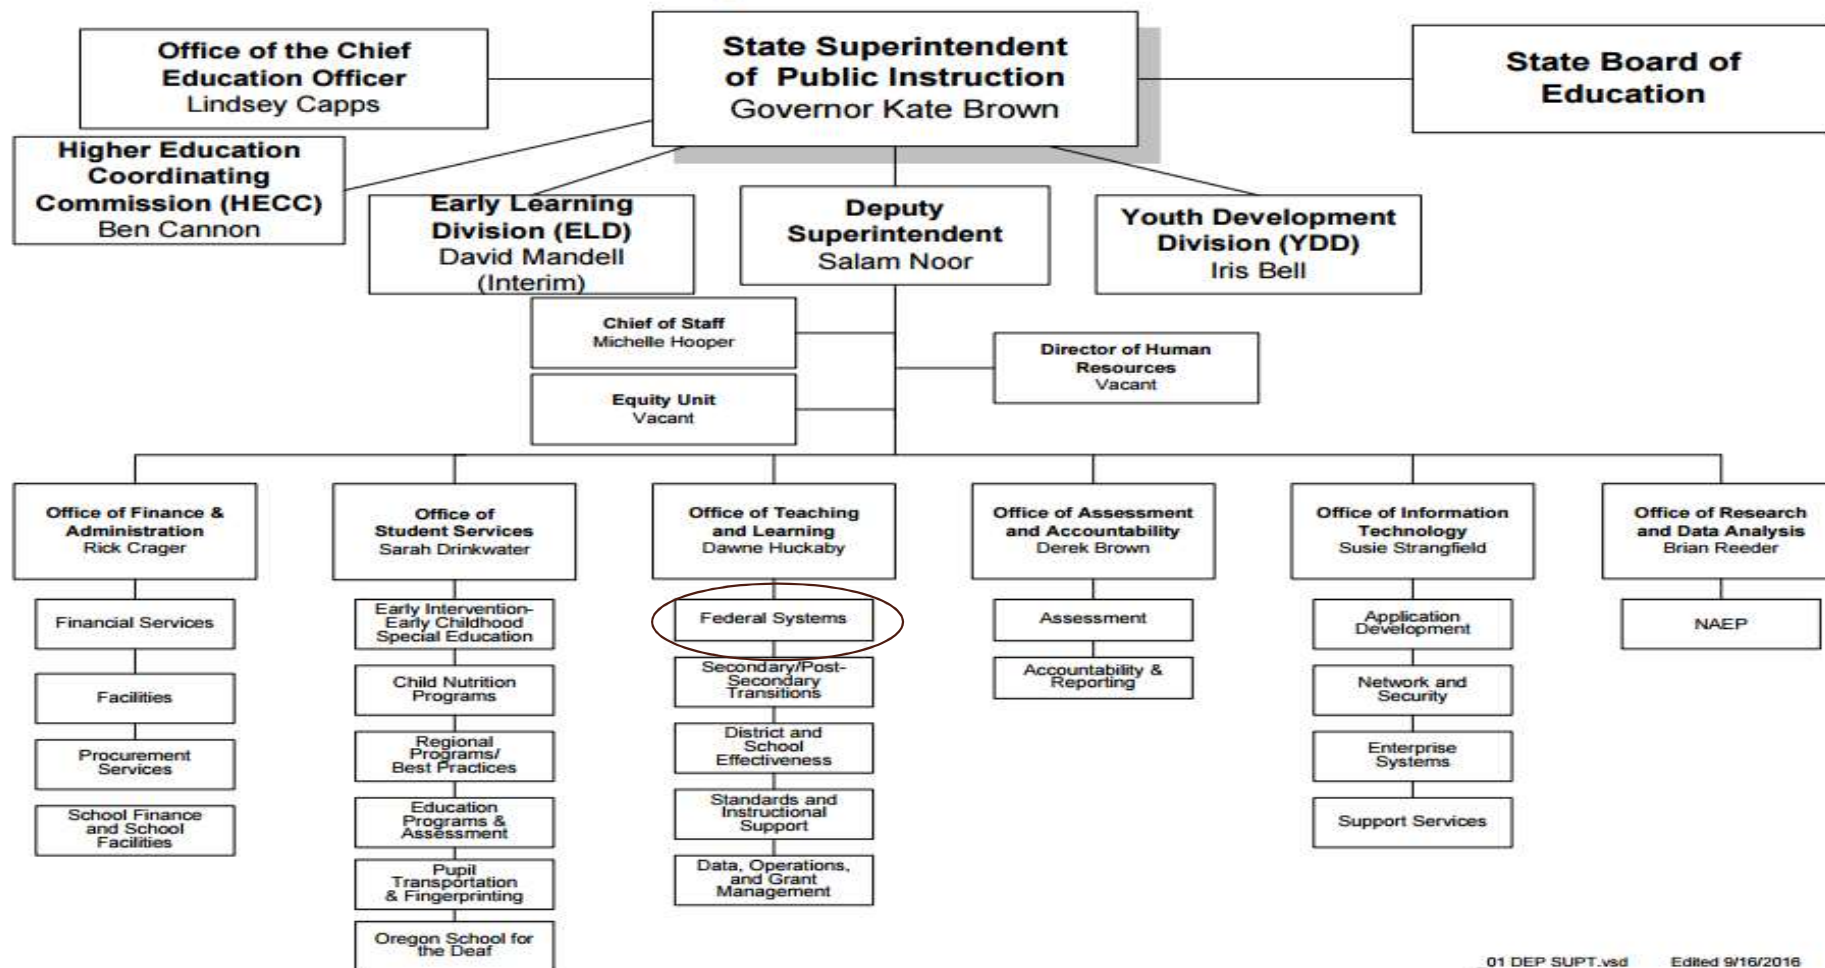 Office of the Chief
Education Officer
Lindsey Capps
State Superintendent
of Public Instruction
Governor Kate Brown
State Board of
Education
Higher Education
Coordinating
Commission (HECC)
Ben Cannon
Early Learning
Division (ELD)
David Mandell
(Interim)
Deputy
Superintendent
Salam Noor
Youth Development
Division (YDD)
Iris Bell
Chief of Staff
Michelle Hooper
Director of Human
Resources
Vacant
Equity Unit
Vacant
Office of Finance &
Administration
Rick Crager
Financial Services
Facilities
Procurement
Services
School Finance
and School
Facilities
Office of
Student Services
Sarah Drinkwater
Early Intervention-
Early Childhood
Special Education
Child Nutrition
Programs
Regional
Programs/
Best Practices
Education
Programs &
Assessment
Pupil
Transportation
& Fingerprinting
Oregon School for
the Deaf
Office of Teaching
and Learning
Dawne Huckaby
Federal Systems
Secondary/Post-
Secondary
Transitions
District and
School
Effectiveness
Standards and
Instructional
Support
Data, Operations,
and Grant
Management
Office of Assessment
and Accountability
Derek Brown
Assessment
Accountability &
Reporting
Office of Information
Technology
Susie Strangfield
Application
Development
Network and
Security
Enterprise
Systems
Support Services
Office of Research
and Data Analysis
Brian Reeder
NAEP
01 DEP SUPT.vsd Edited 9/16/2016